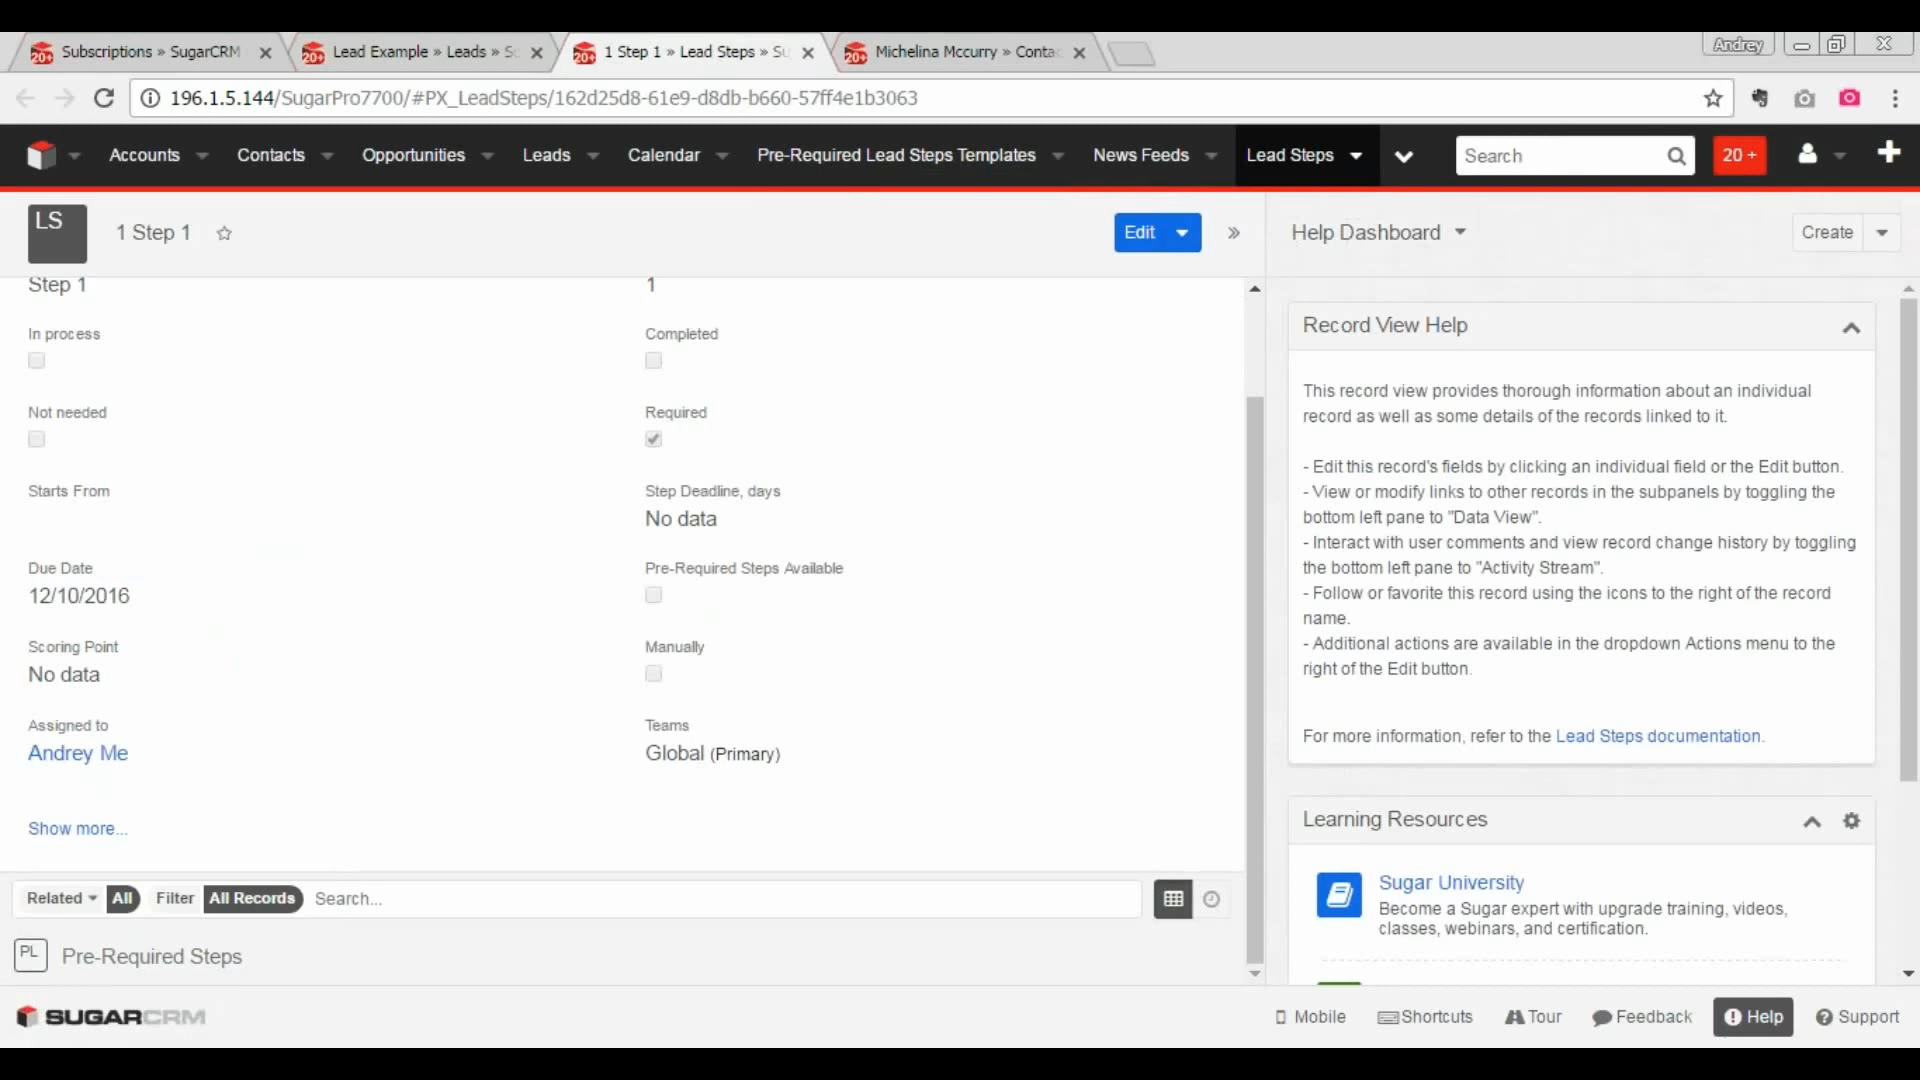 Subscriptions » SugarCRM
Lead Example » Leads » Su
1 Step 1 » Lead Steps » Su
Michelina Mccurry » Contac
Andrey
196.1.5.144/SugarPro7700/#PX_LeadSteps/162d25d8-61e9-d8db-b660-57ff4e1b3063
Accounts
Contacts
Opportunities
Leads
Calendar
Pre-Required Lead Steps Templates
News Feeds
Lead Steps
Search
20 +
LS
1 Step 1
Edit
Help Dashboard
Create
Step 1
1
In process
Completed
Not needed
Required
Starts From
Step Deadline, days
No data
Due Date
12/10/2016
Pre-Required Steps Available
Scoring Point
No data
Manually
Assigned to
Andrey Me
Teams
Global (Primary)
Show more...
Related
All
Filter
All Records
Search...
PL
Pre-Required Steps
Record View Help
This record view provides thorough information about an individual
record as well as some details of the records linked to it.
- Edit this record's fields by clicking an individual field or the Edit button.
- View or modify links to other records in the subpanels by toggling the
bottom left pane to "Data View".
- Interact with user comments and view record change history by toggling
the bottom left pane to "Activity Stream".
- Follow or favorite this record using the icons to the right of the record
name.
- Additional actions are available in the dropdown Actions menu to the
right of the Edit button.
For more information, refer to the Lead Steps documentation.
Learning Resources
Sugar University
Become a Sugar expert with upgrade training, videos,
classes, webinars, and certification.
SUGARCRM
Mobile
Shortcuts
Tour
Feedback
Help
Support